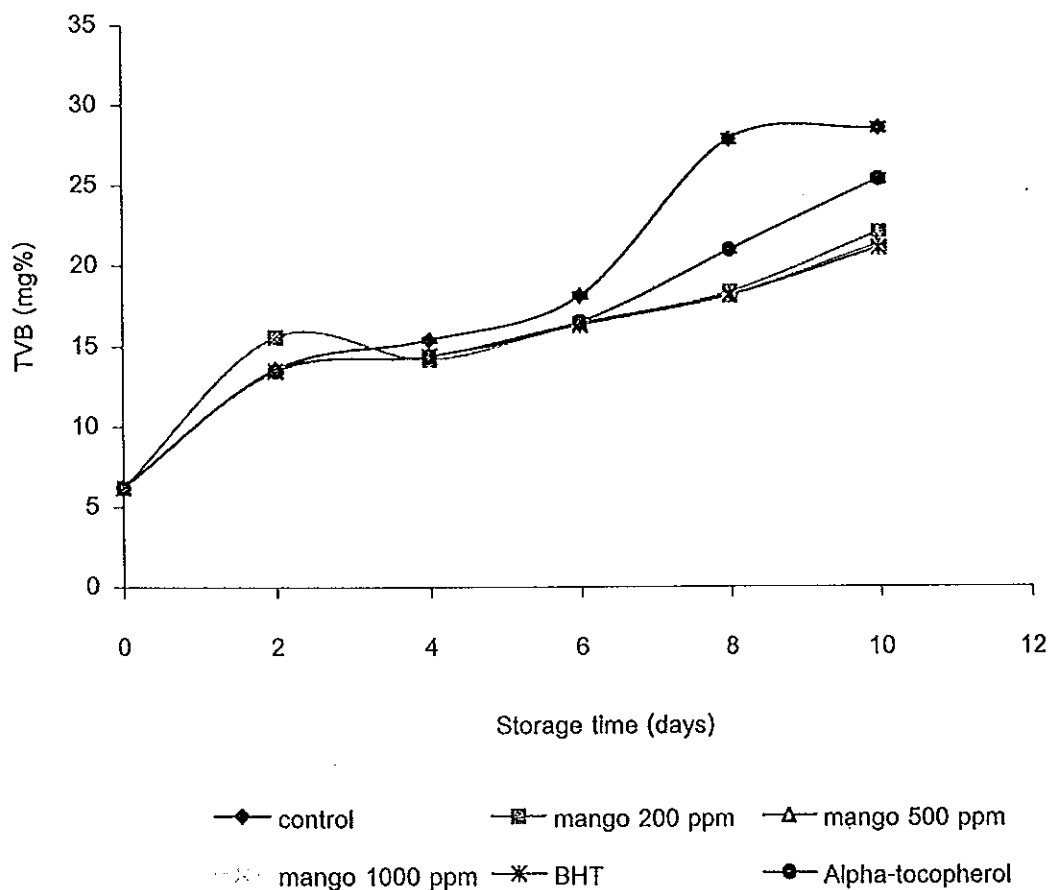 35
30
25
20
15
10
5
0
TVB (mg%)
0 2 4 6 8 10 12
Storage time (days)
control mango 200 ppm mango 500 ppm
mango 1000 ppm BHT Alpha-tocopherol